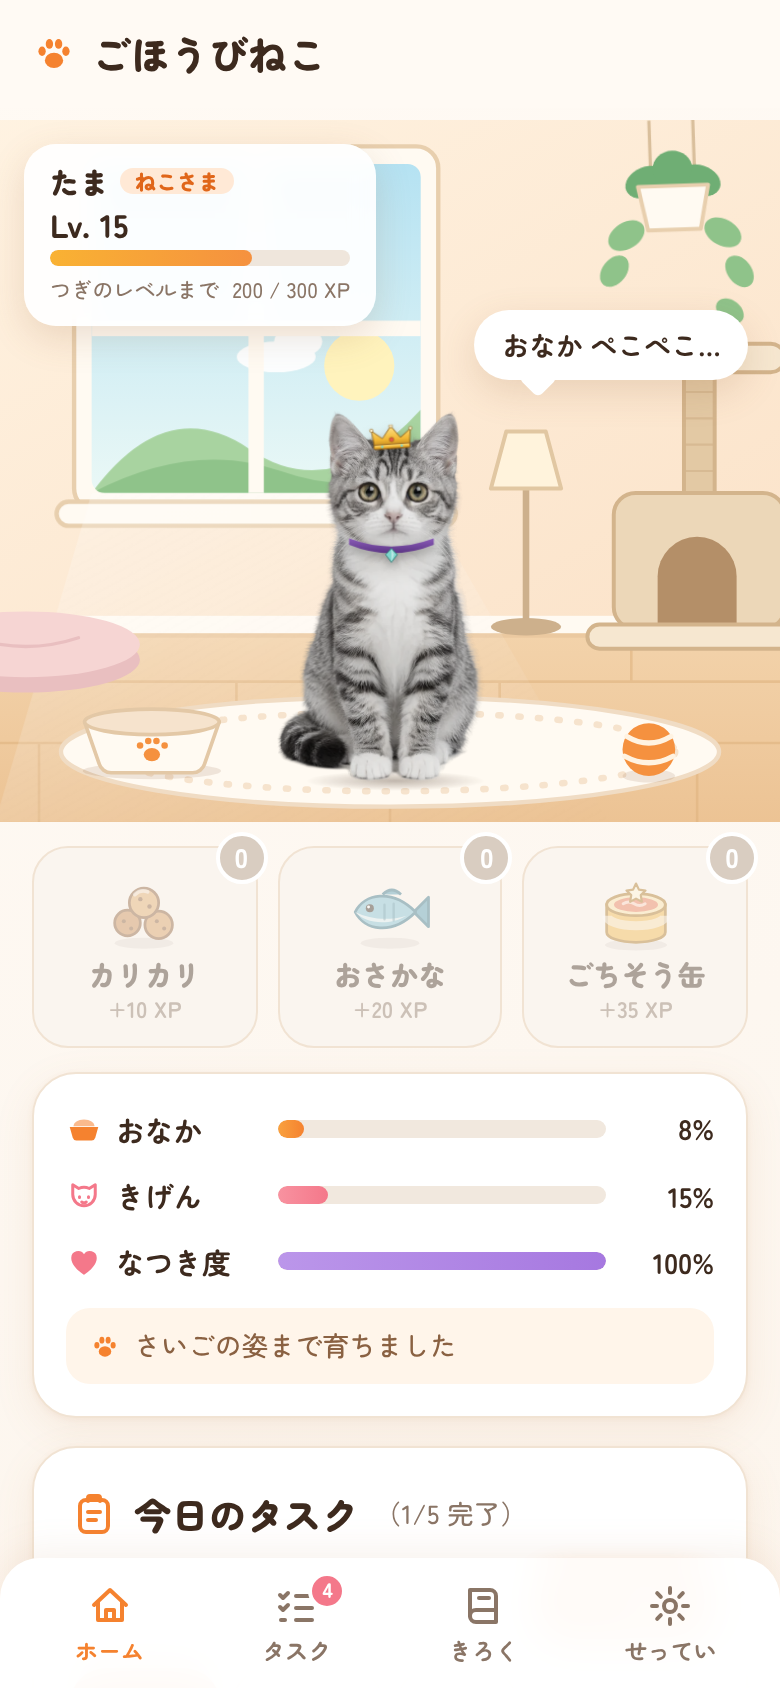 ごほうびねこ
たま ねこさま
Lv. 15
つぎのレベルまで 200 / 300 XP
おなか ぺこぺこ…
0
0
0
カリカリ
+10 XP
おさかな
+20 XP
ごちそう缶
+35 XP
おなか 8%
きげん 15%
なつき度 100%
さいごの姿まで育ちました
今日のタスク （1/5 完了）
ホーム
4
タスク
きろく
せってい